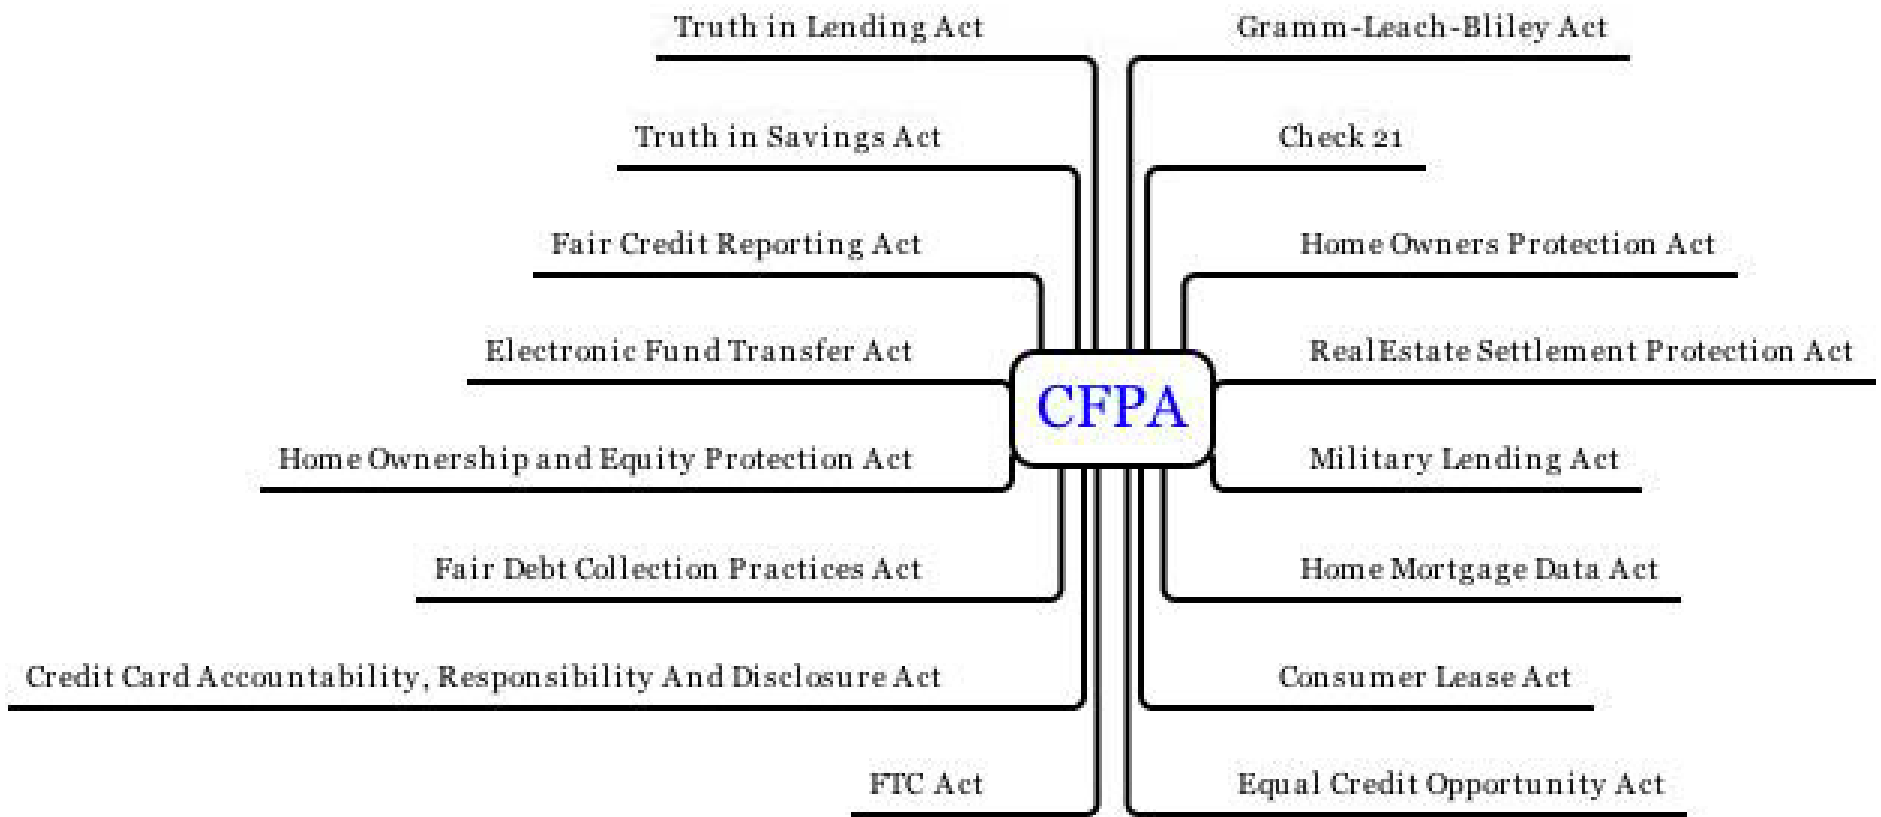 Truth in Lending Act
Gramm-Leach-Bliley Act
Truth in Savings Act
Check 21
Fair Credit Reporting Act
Home Owners Protection Act
Electronic Fund Transfer Act
Real Estate Settlement Protection Act
CFPA
Home Ownership and Equity Protection Act
Military Lending Act
Fair Debt Collection Practices Act
Home Mortgage Data Act
Credit Card Accountability, Responsibility And Disclosure Act
Consumer Lease Act
FTC Act
Equal Credit Opportunity Act